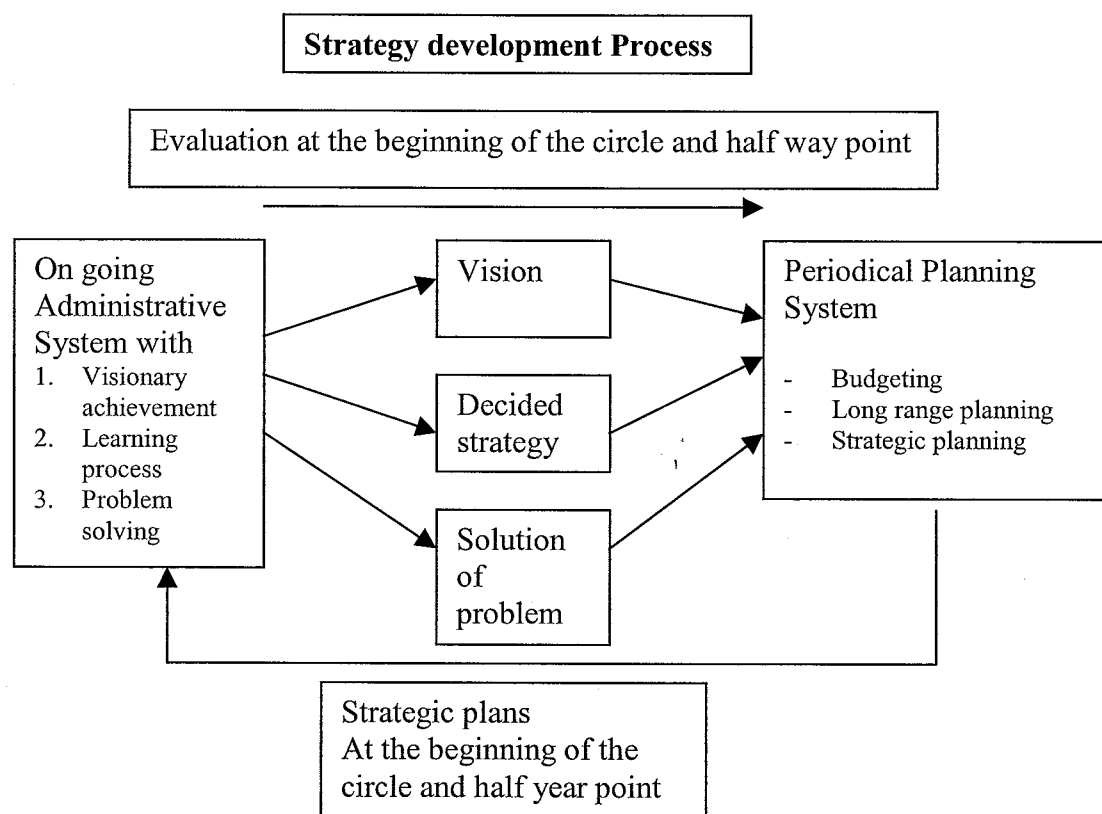 Strategy development Process
Evaluation at the beginning of the circle and half way point
On going
Administrative
System with
1. Visionary
achievement
2. Learning
process
3. Problem
solving
Vision
Decided
strategy
Solution
of
problem
Periodical Planning
System
- Budgeting
- Long range planning
- Strategic planning
Strategic plans
At the beginning of the
circle and half year point